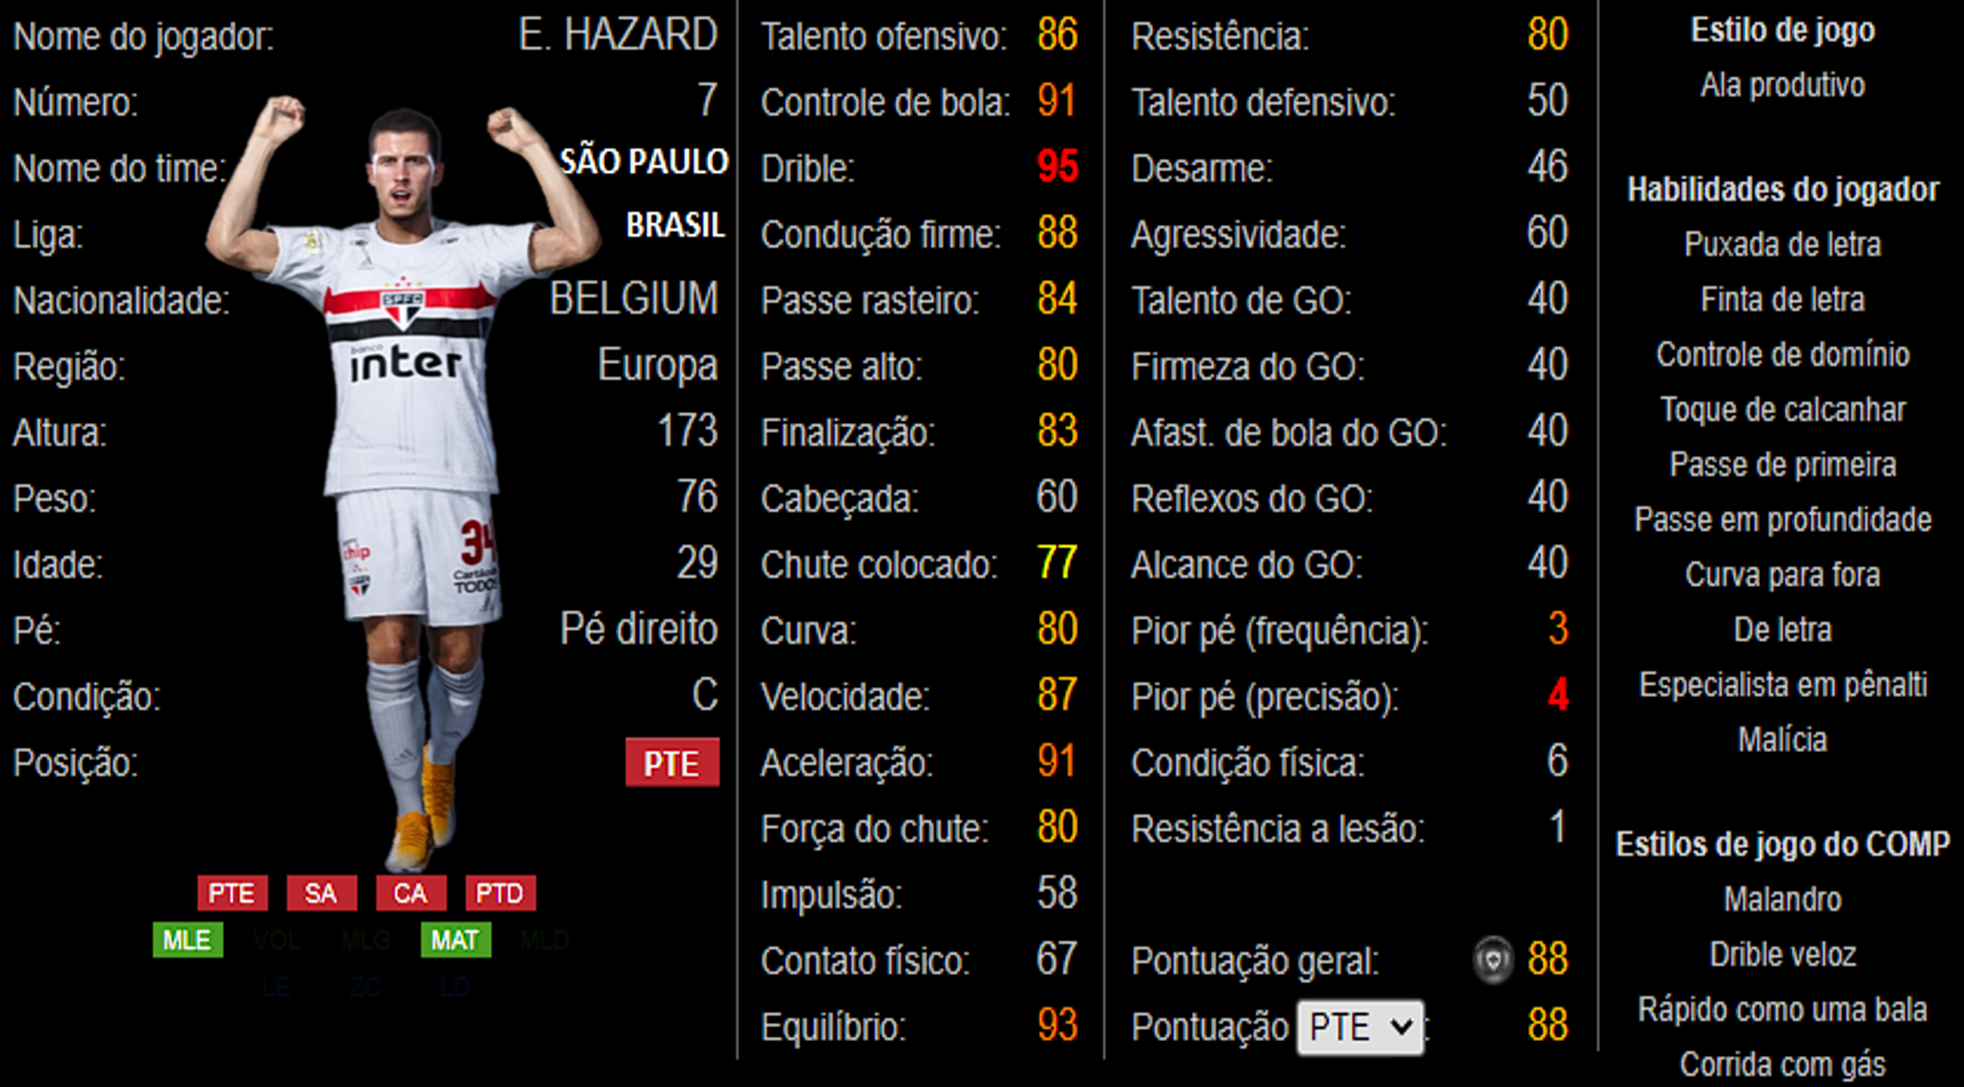 Nome do jogador: E. HAZARD
Número: 7
Nome do time: SÃO PAULO
Liga: BRASIL
Nacionalidade: BELGIUM
Região: Europa
Altura: 173
Peso: 76
Idade: 29
Pé: Pé direito
Condição: C
Posição: PTE
SPFC
banco
inter
chip
34
Cartão de
TODOS
PTE SA CA PTD
MLE VOL MLG MAT MLD
LE ZC LD
Talento ofensivo: 86
Controle de bola: 91
Drible: 95
Condução firme: 88
Passe rasteiro: 84
Passe alto: 80
Finalização: 83
Cabeçada: 60
Chute colocado: 77
Curva: 80
Velocidade: 87
Aceleração: 91
Força do chute: 80
Impulsão: 58
Contato físico: 67
Equilíbrio: 93
Resistência: 80
Talento defensivo: 50
Desarme: 46
Agressividade: 60
Talento de GO: 40
Firmeza do GO: 40
Afast. de bola do GO: 40
Reflexos do GO: 40
Alcance do GO: 40
Pior pé (frequência): 3
Pior pé (precisão): 4
Condição física: 6
Resistência a lesão: 1
Pontuação geral: 88
Pontuação PTE : 88
Estilo de jogo
Ala produtivo
Habilidades do jogador
Puxada de letra
Finta de letra
Controle de domínio
Toque de calcanhar
Passe de primeira
Passe em profundidade
Curva para fora
De letra
Especialista em pênalti
Malícia
Estilos de jogo do COMP
Malandro
Drible veloz
Rápido como uma bala
Corrida com gás